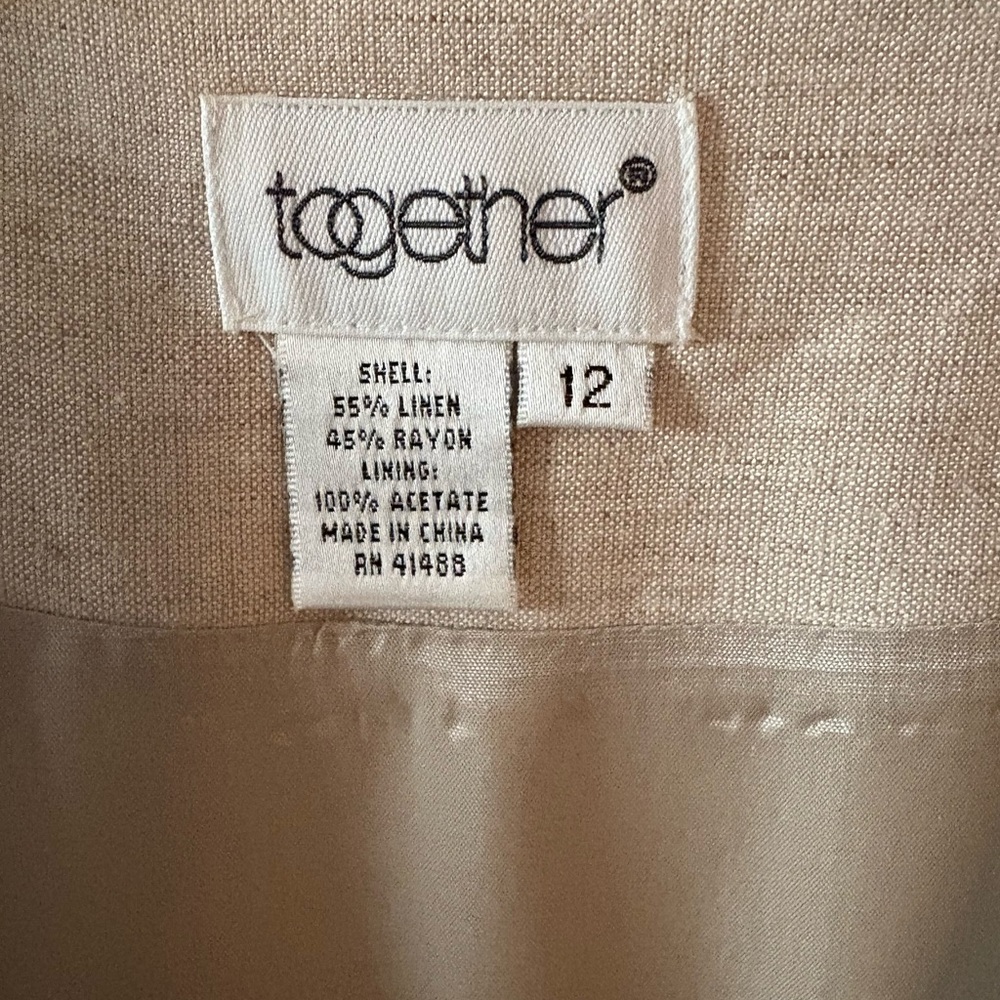 together®
12
SHELL:
55% LINEN
45% RAYON
LINING:
100% ACETATE
MADE IN CHINA
RN 41488